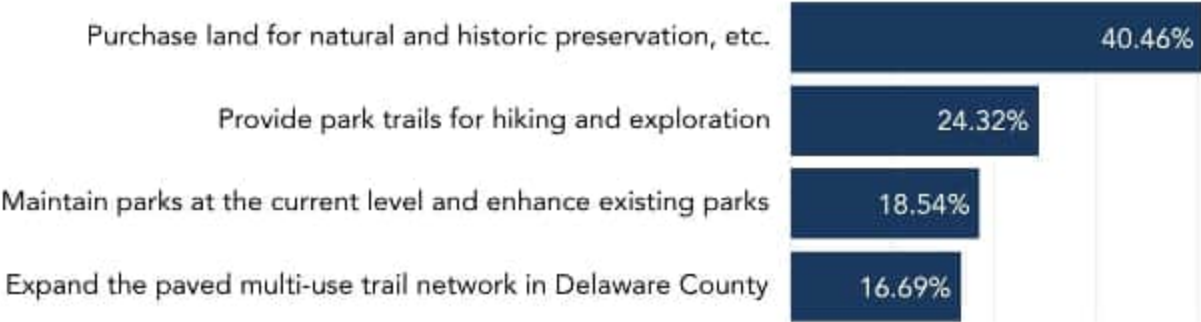 Purchase land for natural and historic preservation, etc. 40.46%
Provide park trails for hiking and exploration 24.32%
Maintain parks at the current level and enhance existing parks 18.54%
Expand the paved multi-use trail network in Delaware County 16.69%